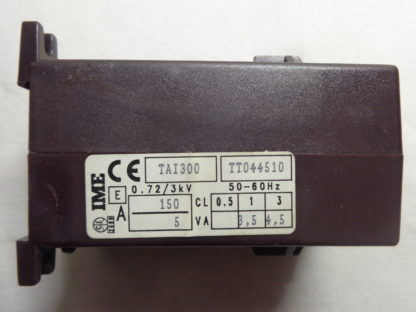 IME CE TAI300 TT044510
E 0.72/3kV 50-60Hz
A 150 CL 0.5 1 3
5 VA 3,5 4,5